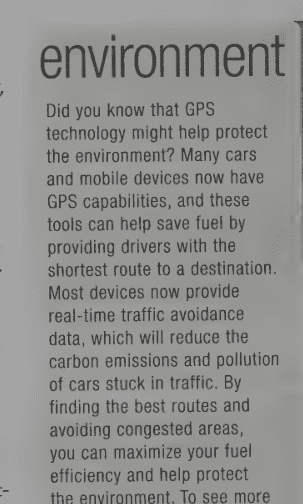 environment
Did you know that GPS
technology might help protect
the environment? Many cars
and mobile devices now have
GPS capabilities, and these
tools can help save fuel by
providing drivers with the
shortest route to a destination.
Most devices now provide
real-time traffic avoidance
data, which will reduce the
carbon emissions and pollution
of cars stuck in traffic. By
finding the best routes and
avoiding congested areas,
you can maximize your fuel
efficiency and help protect
the environment. To see more